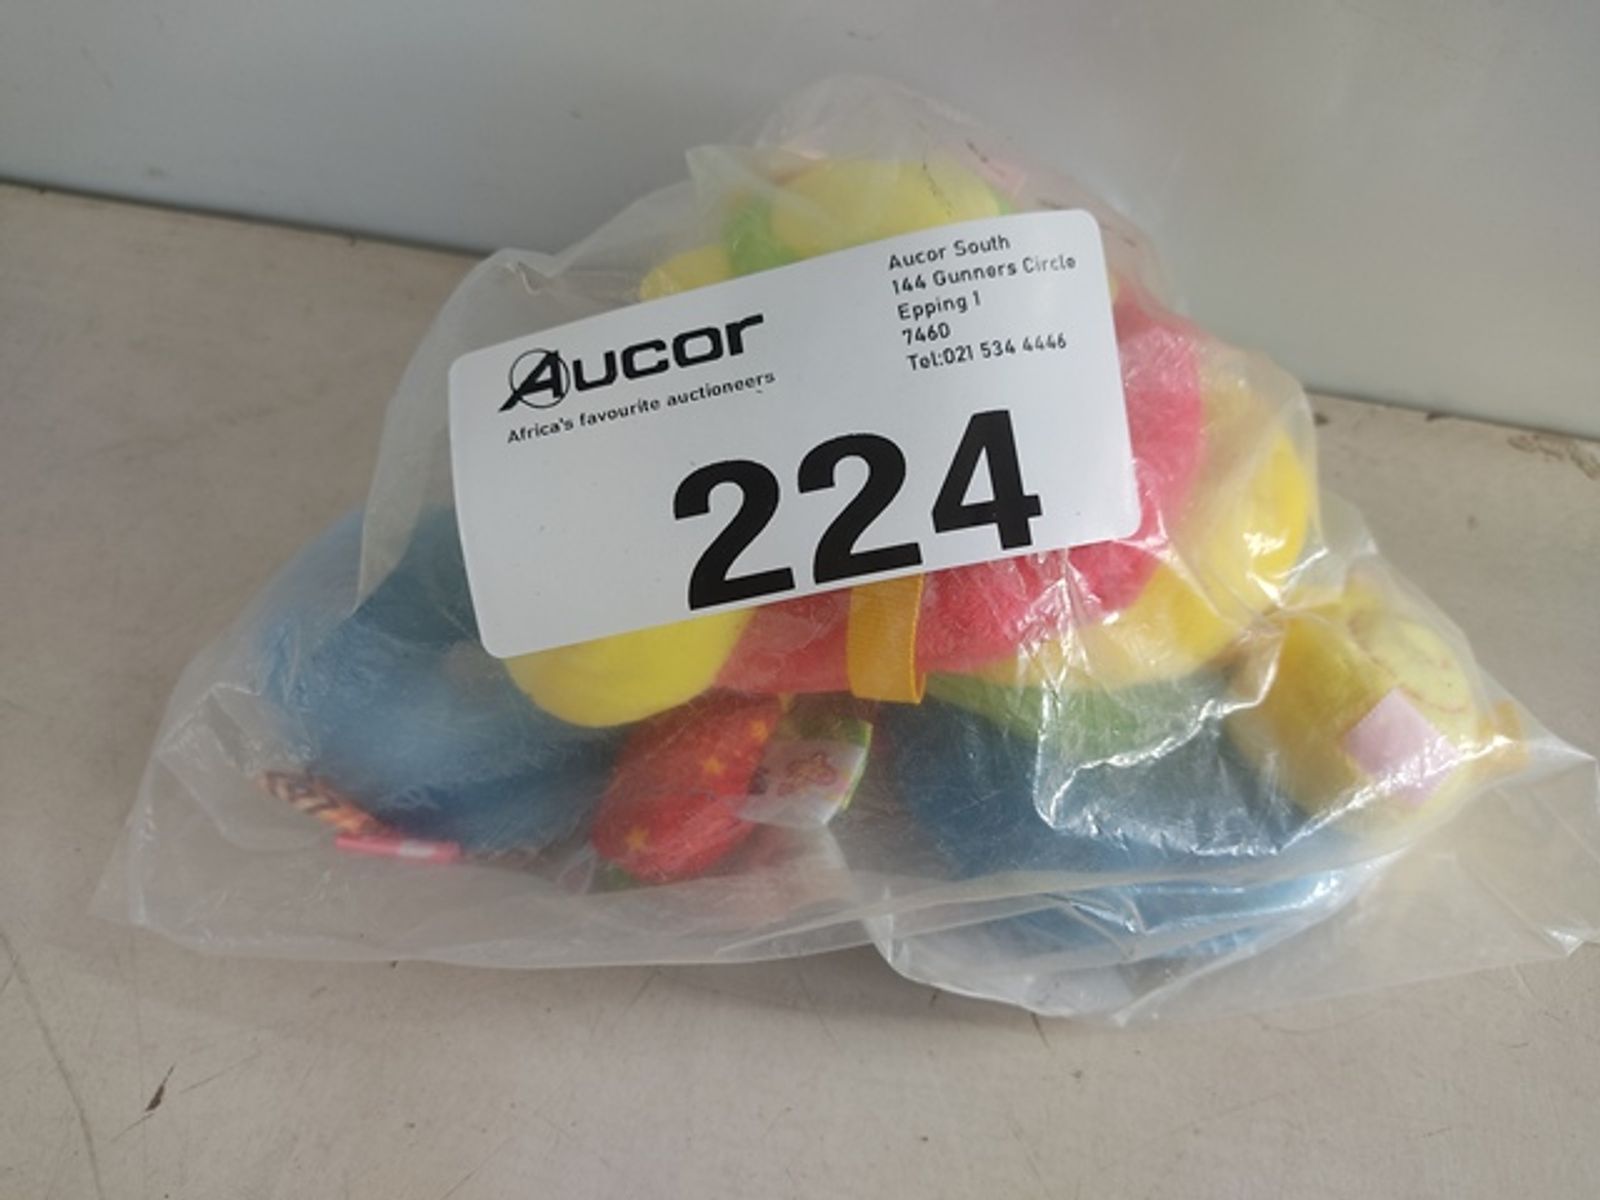 Aucor
Africa's favourite auctioneers
Aucor South
144 Gunners Circle
Epping 1
7460
Tel:021 534 4446
224